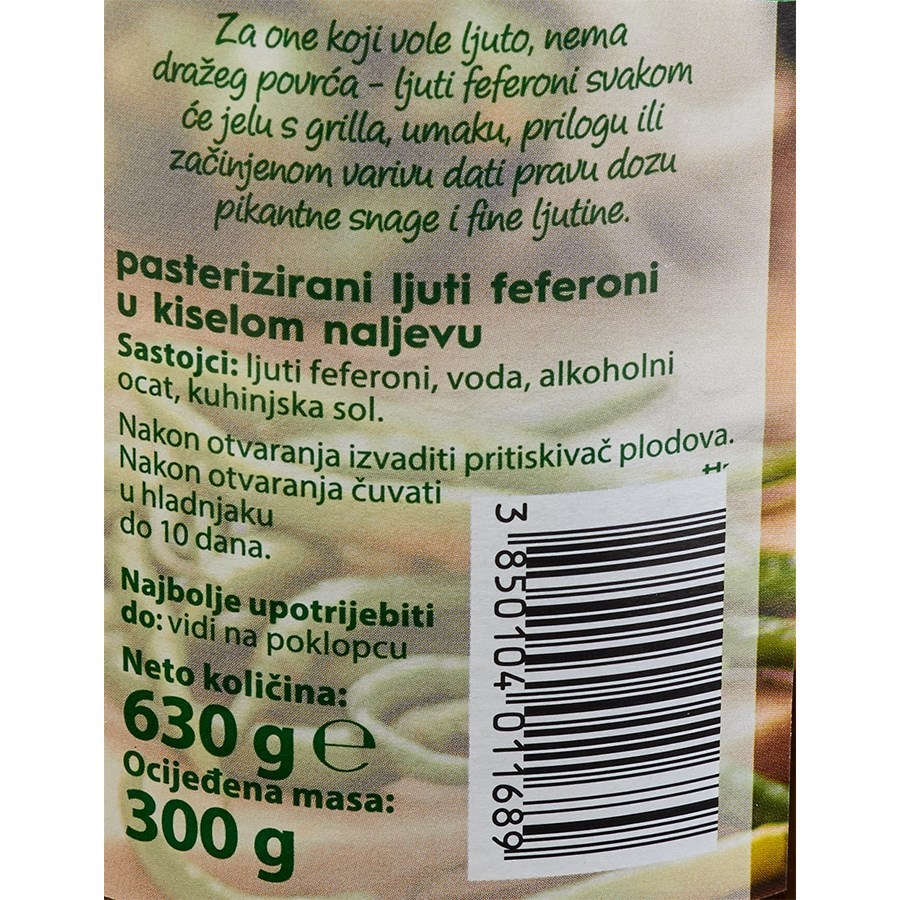 Za one koji vole ljuto, nema
dražeg povrća - ljuti feferoni svakom
će jelu s grilla, umaku, prilogu ili
začinjenom varivu dati pravu dozu
pikantne snage i fine ljutine.
pasterizirani ljuti feferoni
u kiselom naljevu
Sastojci: ljuti feferoni, voda, alkoholni
ocat, kuhinjska sol.
Nakon otvaranja izvaditi pritiskivač plodova.
Nakon otvaranja čuvati
u hladnjaku
do 10 dana.
Najbolje upotrijebiti
do: vidi na poklopcu
Neto količina:
630 g ℮
Ocijeđena masa:
300 g
3 850104 011689